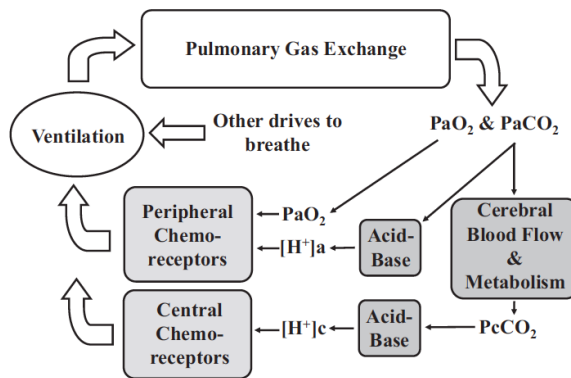 Pulmonary Gas Exchange
Ventilation
Other drives to
breathe
PaO₂ & PaCO₂
Peripheral
Chemo-
receptors
PaO₂
[H⁺]a
Acid-
Base
Cerebral
Blood Flow
&
Metabolism
Central
Chemo-
receptors
[H⁺]c
Acid-
Base
PcCO₂